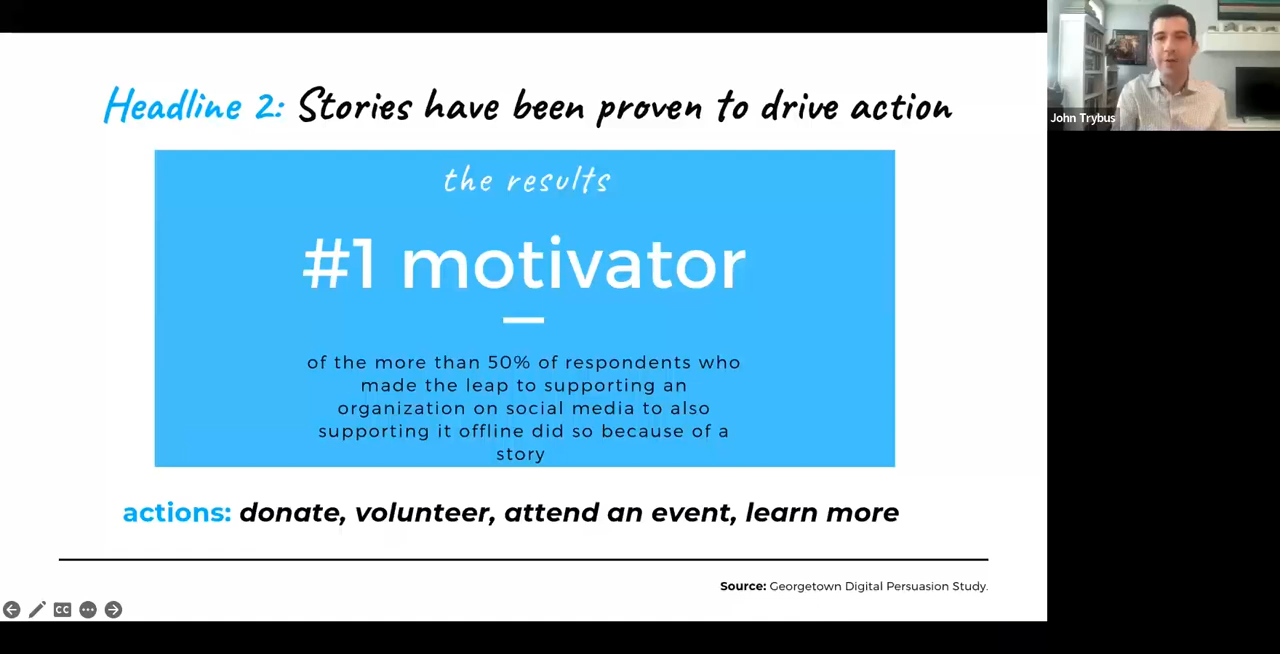 Headline 2: Stories have been proven to drive action
the results
#1 motivator
of the more than 50% of respondents who
made the leap to supporting an
organization on social media to also
supporting it offline did so because of a
story
actions: donate, volunteer, attend an event, learn more
Source: Georgetown Digital Persuasion Study.
CC
John Trybus